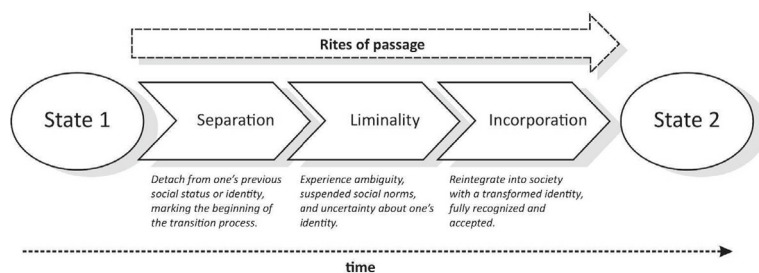 Rites of passage
State 1
Separation
Liminality
Incorporation
State 2
Detach from one's previous
social status or identity,
marking the beginning of
the transition process.
Experience ambiguity,
suspended social norms,
and uncertainty about one's
identity.
Reintegrate into society
with a transformed identity,
fully recognized and
accepted.
time